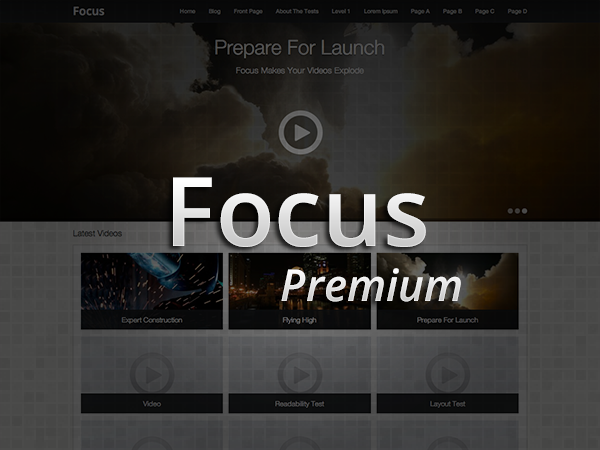 Focus
Home Blog Front Page About The Tests Level 1 Lorem Ipsum Page A Page B Page C Page D
Prepare For Launch
Focus Makes Your Videos Explode
Focus
Premium
Latest Videos
Expert Construction Flying High Prepare For Launch
Video Readability Test Layout Test